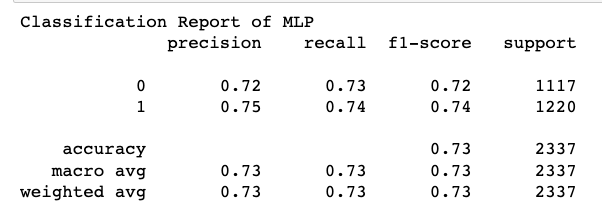 Classification Report of MLP
precision recall f1-score support
0 0.72 0.73 0.72 1117
1 0.75 0.74 0.74 1220
accuracy 0.73 2337
macro avg 0.73 0.73 0.73 2337
weighted avg 0.73 0.73 0.73 2337